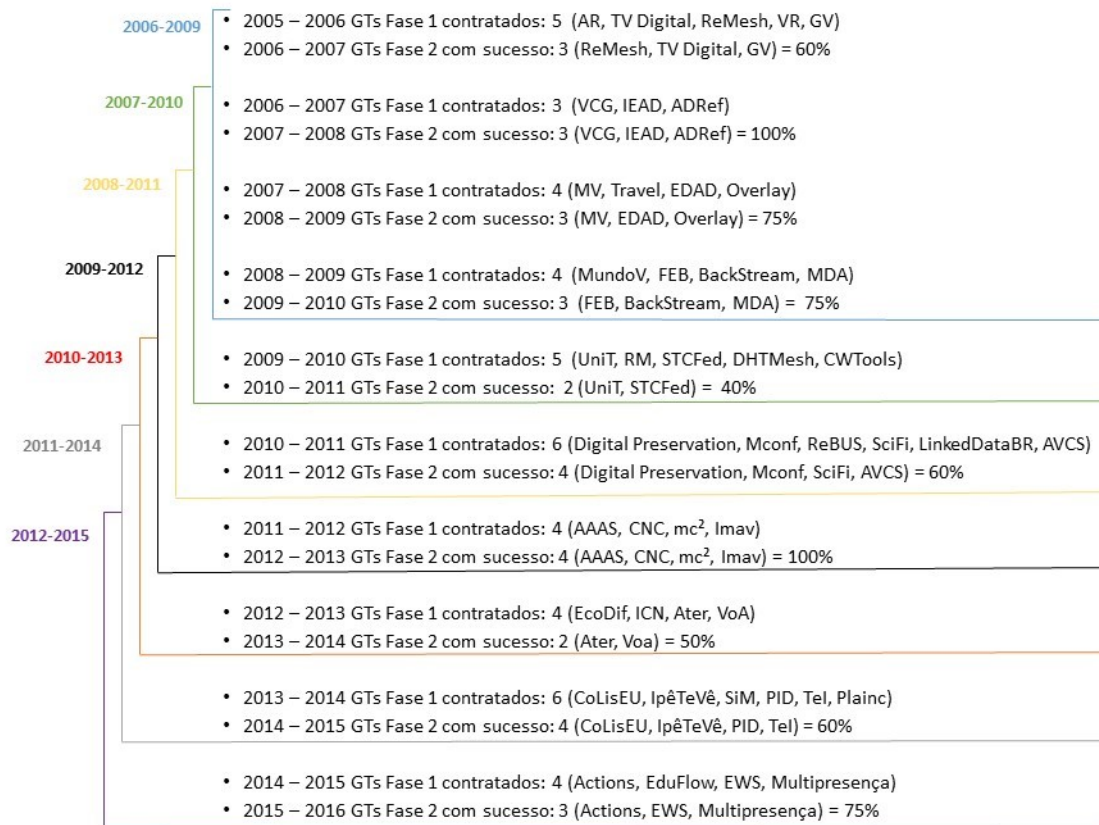 2006-2009
• 2005 – 2006 GTs Fase 1 contratados: 5 (AR, TV Digital, ReMesh, VR, GV)
• 2006 – 2007 GTs Fase 2 com sucesso: 3 (ReMesh, TV Digital, GV) = 60%
2007-2010
• 2006 – 2007 GTs Fase 1 contratados: 3 (VCG, IEAD, ADRef)
• 2007 – 2008 GTs Fase 2 com sucesso: 3 (VCG, IEAD, ADRef) = 100%
2008-2011
• 2007 – 2008 GTs Fase 1 contratados: 4 (MV, Travel, EDAD, Overlay)
• 2008 – 2009 GTs Fase 2 com sucesso: 3 (MV, EDAD, Overlay) = 75%
2009-2012
• 2008 – 2009 GTs Fase 1 contratados: 4 (MundoV, FEB, BackStream, MDA)
• 2009 – 2010 GTs Fase 2 com sucesso: 3 (FEB, BackStream, MDA) = 75%
2010-2013
• 2009 – 2010 GTs Fase 1 contratados: 5 (UniT, RM, STCFed, DHTMesh, CWTools)
• 2010 – 2011 GTs Fase 2 com sucesso: 2 (UniT, STCFed) = 40%
2011-2014
• 2010 – 2011 GTs Fase 1 contratados: 6 (Digital Preservation, Mconf, ReBUS, SciFi, LinkedDataBR, AVCS)
• 2011 – 2012 GTs Fase 2 com sucesso: 4 (Digital Preservation, Mconf, SciFi, AVCS) = 60%
2012-2015
• 2011 – 2012 GTs Fase 1 contratados: 4 (AAAS, CNC, mc², Imav)
• 2012 – 2013 GTs Fase 2 com sucesso: 4 (AAAS, CNC, mc², Imav) = 100%
• 2012 – 2013 GTs Fase 1 contratados: 4 (EcoDif, ICN, Ater, VoA)
• 2013 – 2014 GTs Fase 2 com sucesso: 2 (Ater, Voa) = 50%
• 2013 – 2014 GTs Fase 1 contratados: 6 (CoLisEU, IpêTeVê, SiM, PID, TeI, Plainc)
• 2014 – 2015 GTs Fase 2 com sucesso: 4 (CoLisEU, IpêTeVê, PID, TeI) = 60%
• 2014 – 2015 GTs Fase 1 contratados: 4 (Actions, EduFlow, EWS, Multipresença)
• 2015 – 2016 GTs Fase 2 com sucesso: 3 (Actions, EWS, Multipresença) = 75%